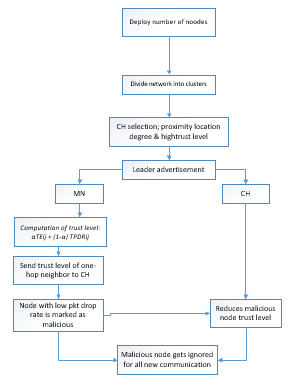 Deploy number of noodes
Divide network into clusters
CH selection; proximity location
degree & hightrust level
Leader advertisement
MN
CH
Computation of trust level:
αTEij + (1-α) TPDRij
Send trust level of one-
hop neighbor to CH
Node with low pkt drop
rate is marked as
malicious
Reduces malicious
node trust level
Malicious node gets ignored
for all new communication